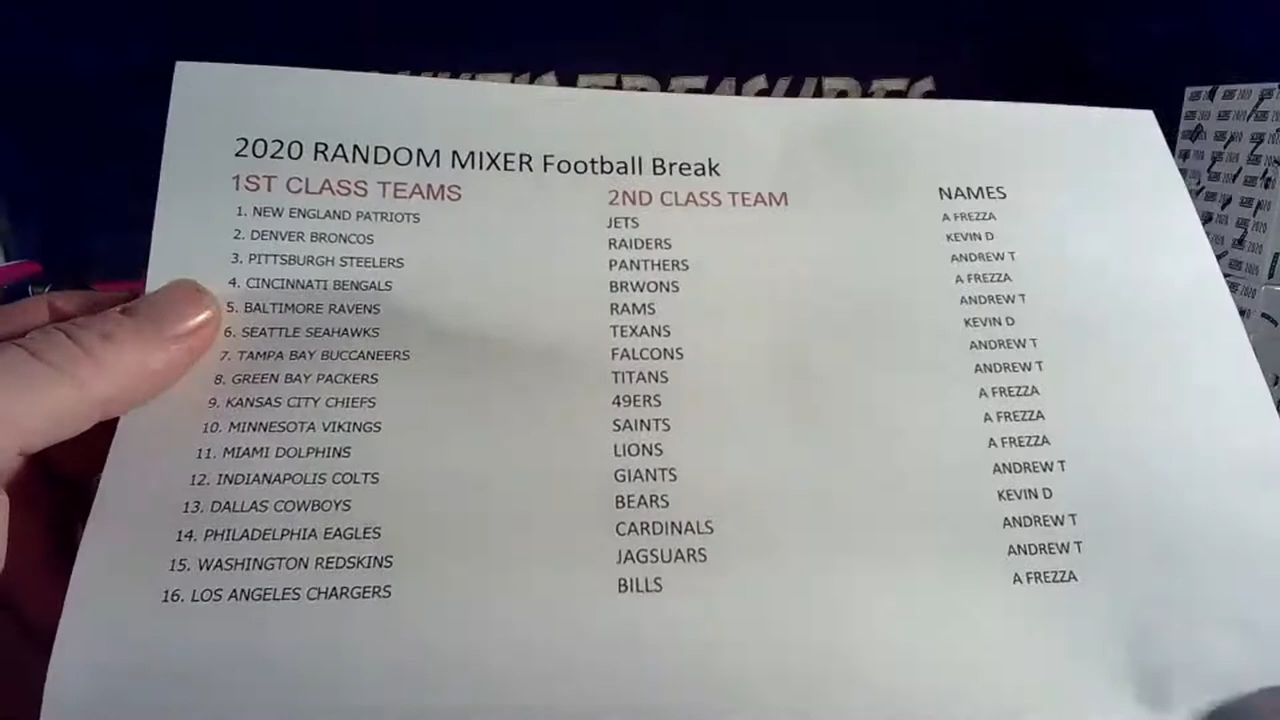 TREASURES
2020 RANDOM MIXER Football Break
1ST CLASS TEAMS 2ND CLASS TEAM NAMES
1. NEW ENGLAND PATRIOTS JETS A FREZZA
2. DENVER BRONCOS RAIDERS KEVIN D
3. PITTSBURGH STEELERS PANTHERS ANDREW T
4. CINCINNATI BENGALS BRWONS A FREZZA
5. BALTIMORE RAVENS RAMS ANDREW T
6. SEATTLE SEAHAWKS TEXANS KEVIN D
7. TAMPA BAY BUCCANEERS FALCONS ANDREW T
8. GREEN BAY PACKERS TITANS ANDREW T
9. KANSAS CITY CHIEFS 49ERS A FREZZA
10. MINNESOTA VIKINGS SAINTS A FREZZA
11. MIAMI DOLPHINS LIONS A FREZZA
12. INDIANAPOLIS COLTS GIANTS ANDREW T
13. DALLAS COWBOYS BEARS KEVIN D
14. PHILADELPHIA EAGLES CARDINALS ANDREW T
15. WASHINGTON REDSKINS JAGSUARS ANDREW T
16. LOS ANGELES CHARGERS BILLS A FREZZA